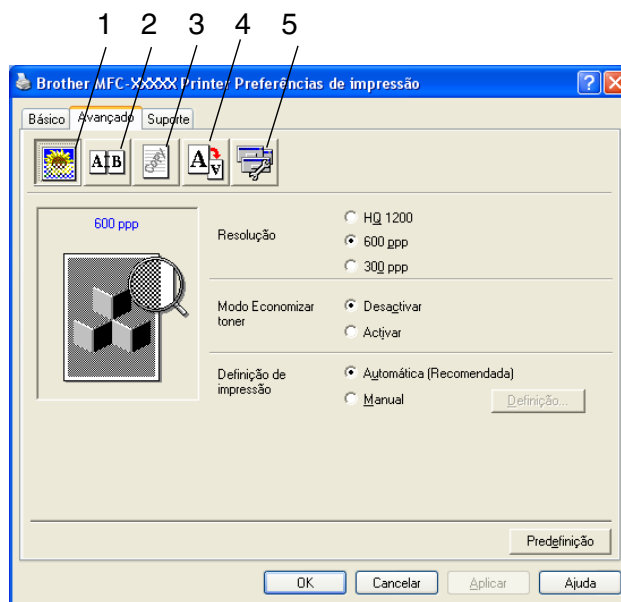 1 2 3 4 5
Brother MFC-XXXXX Printer Preferências de impressão
Básico Avançado Suporte
A B Copy A A
600 ppp
Resolução
HQ 1200
600 ppp
300 ppp
Modo Economizar
toner
Desactivar
Activar
Definição de
impressão
Automática (Recomendada)
Manual
Definição...
Predefinição
OK Cancelar Aplicar Ajuda